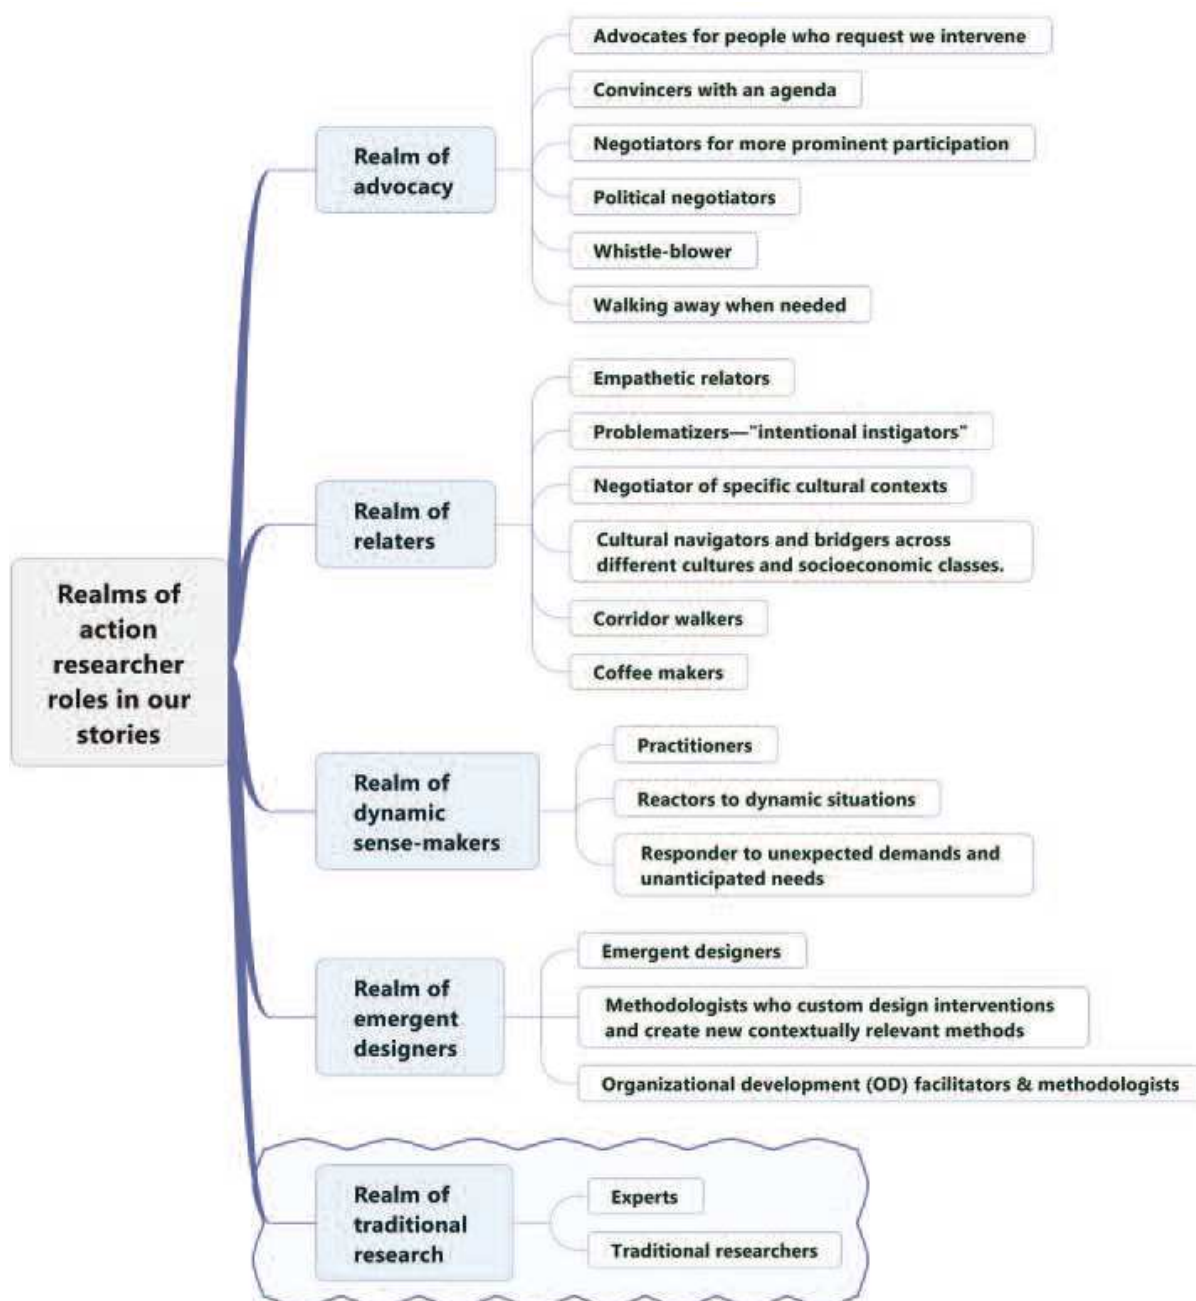 Realms of
action
researcher
roles in our
stories
Realm of
advocacy
Advocates for people who request we intervene
Convincers with an agenda
Negotiators for more prominent participation
Political negotiators
Whistle-blower
Walking away when needed
Realm of
relaters
Empathetic relators
Problematizers—"intentional instigators"
Negotiator of specific cultural contexts
Cultural navigators and bridgers across
different cultures and socioeconomic classes.
Corridor walkers
Coffee makers
Realm of
dynamic
sense-makers
Practitioners
Reactors to dynamic situations
Responder to unexpected demands and
unanticipated needs
Realm of
emergent
designers
Emergent designers
Methodologists who custom design interventions
and create new contextually relevant methods
Organizational development (OD) facilitators & methodologists
Realm of
traditional
research
Experts
Traditional researchers